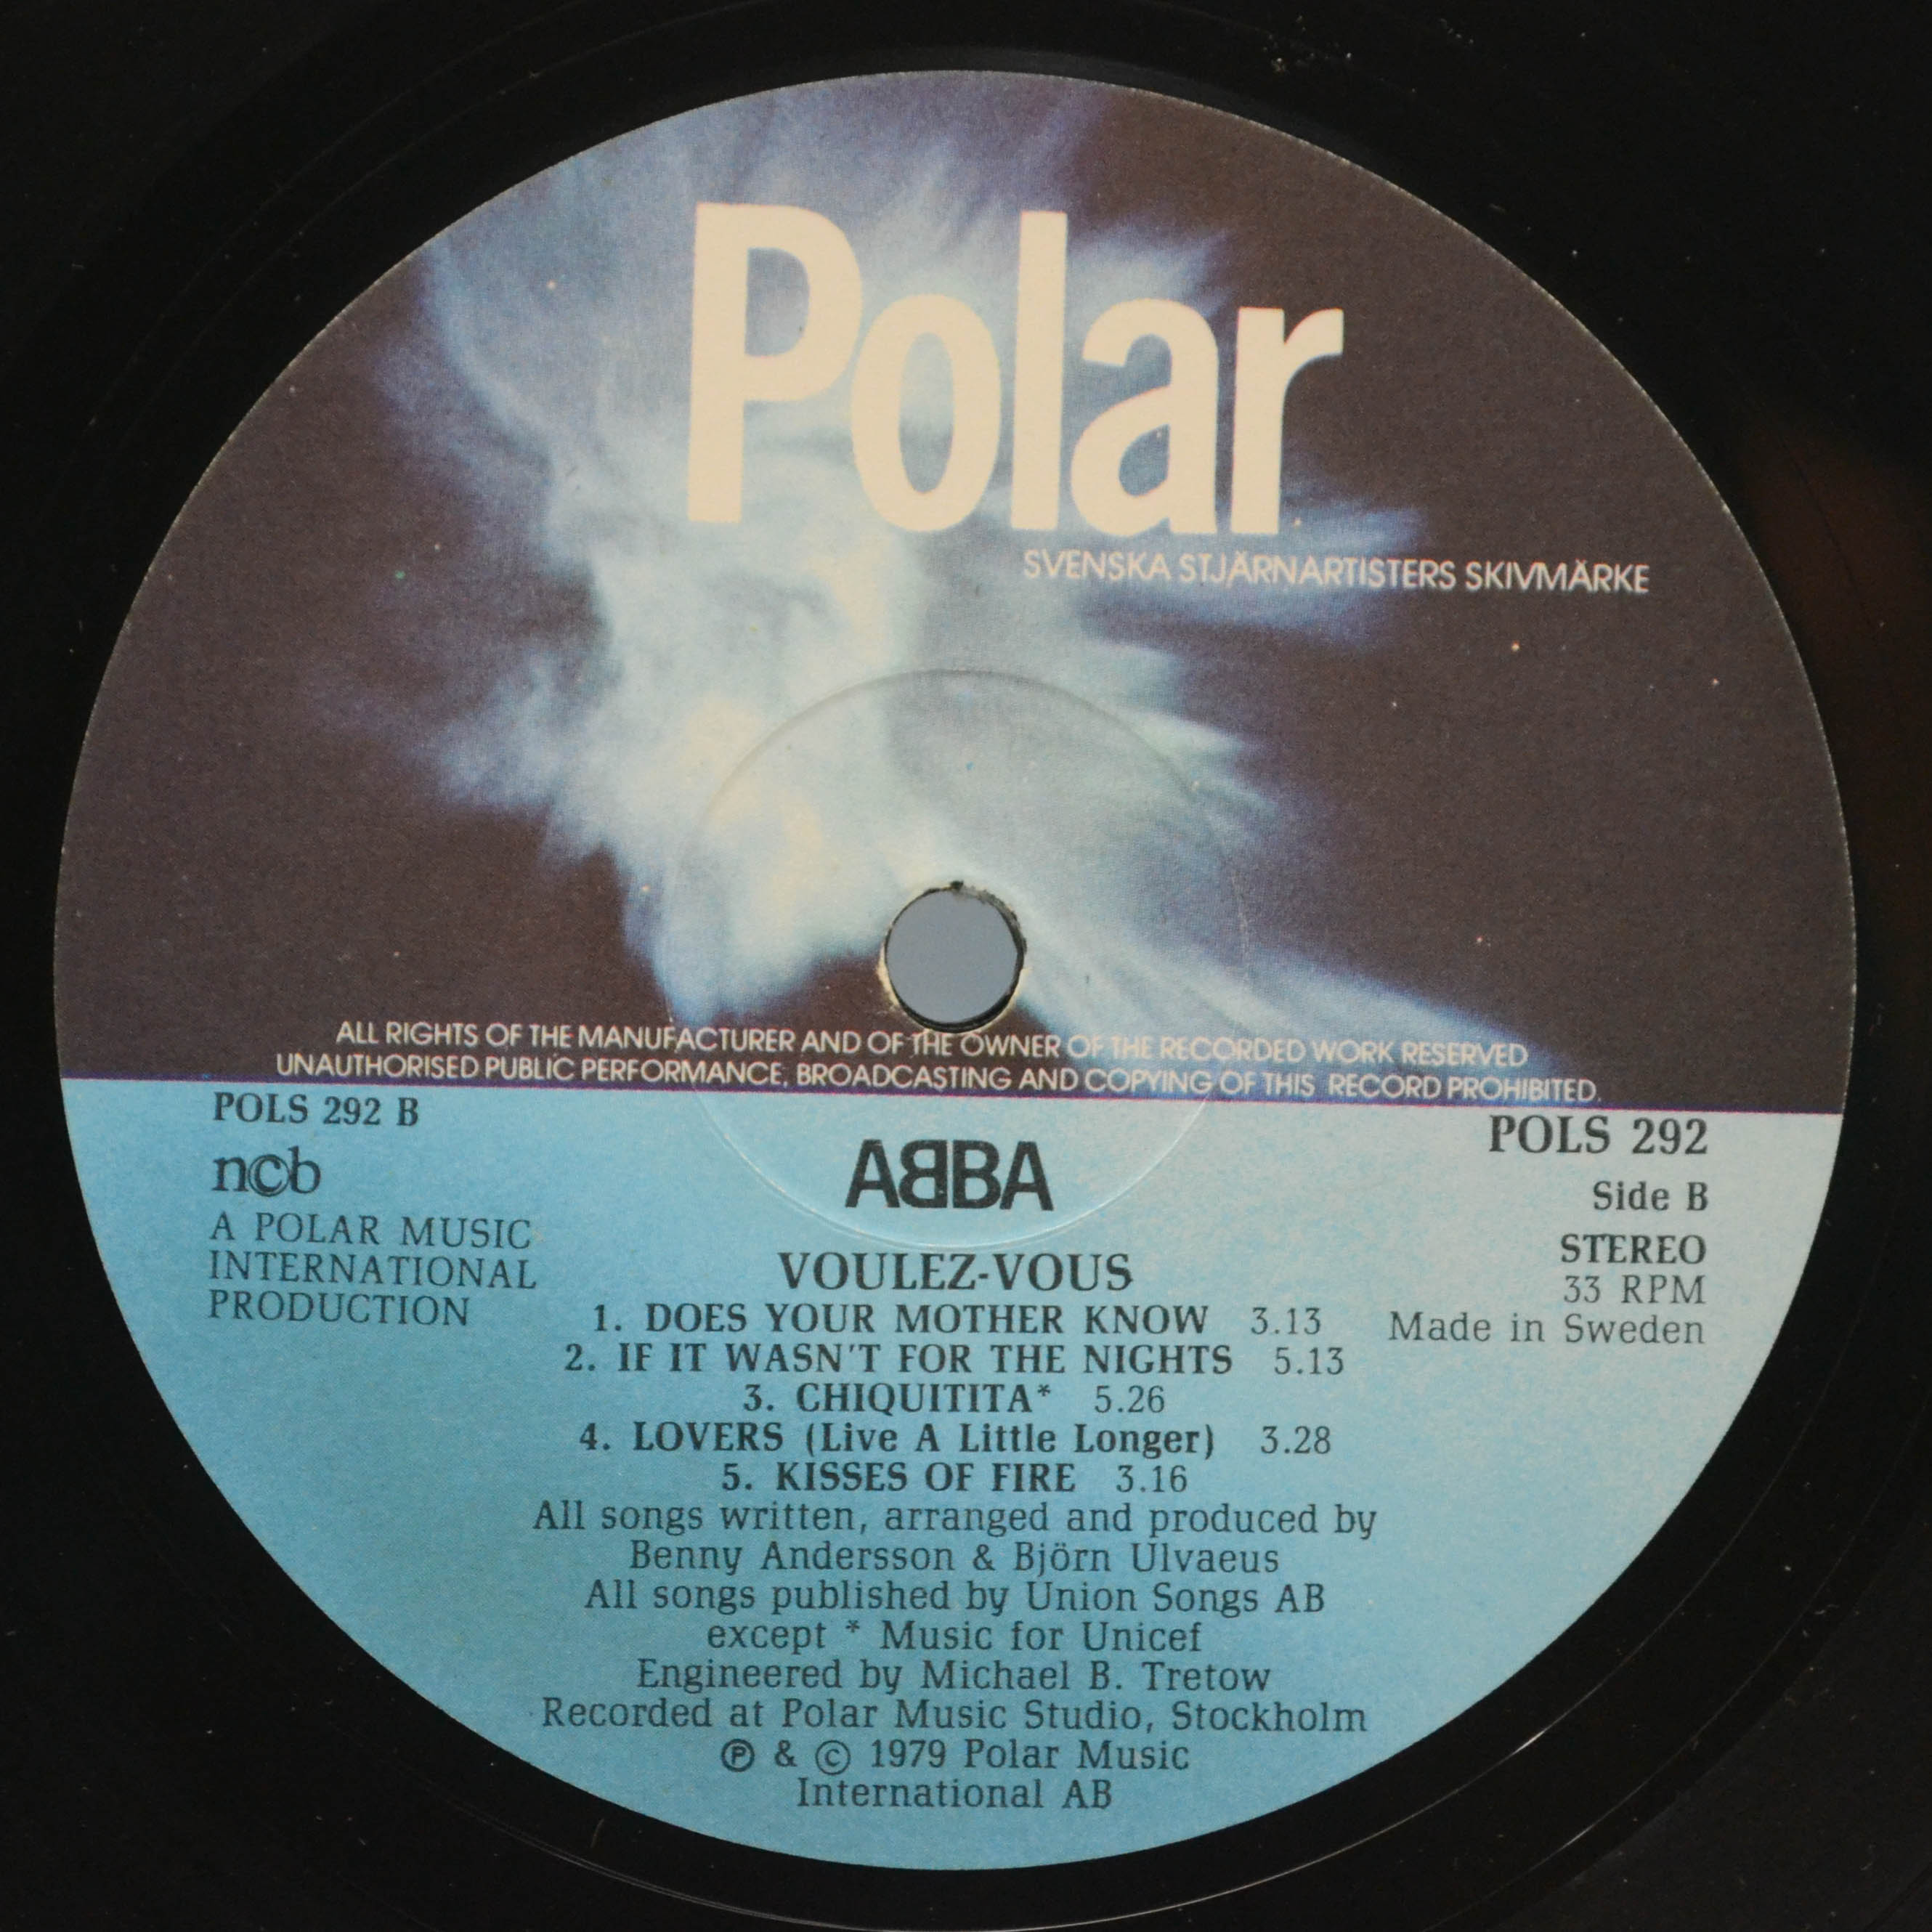 Polar
SVENSKA STJÄRNARTISTERS SKIVMÄRKE
ALL RIGHTS OF THE MANUFACTURER AND OF THE OWNER OF THE RECORDED WORK RESERVED
UNAUTHORISED PUBLIC PERFORMANCE, BROADCASTING AND COPYING OF THIS RECORD PROHIBITED.
POLS 292 B
ncb
A POLAR MUSIC
INTERNATIONAL
PRODUCTION
POLS 292
Side B
STEREO
33 RPM
Made in Sweden
ABBA
VOULEZ-VOUS
1. DOES YOUR MOTHER KNOW 3.13
2. IF IT WASN'T FOR THE NIGHTS 5.13
3. CHIQUITITA* 5.26
4. LOVERS (Live A Little Longer) 3.28
5. KISSES OF FIRE 3.16
All songs written, arranged and produced by
Benny Andersson & Björn Ulvaeus
All songs published by Union Songs AB
except * Music for Unicef
Engineered by Michael B. Tretow
Recorded at Polar Music Studio, Stockholm
℗ & © 1979 Polar Music
International AB